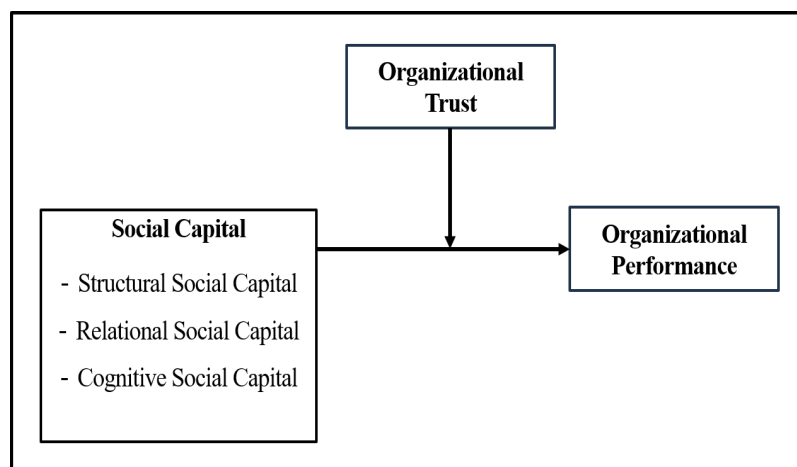 Organizational
Trust
Social Capital
- Structural Social Capital
- Relational Social Capital
- Cognitive Social Capital
Organizational
Performance